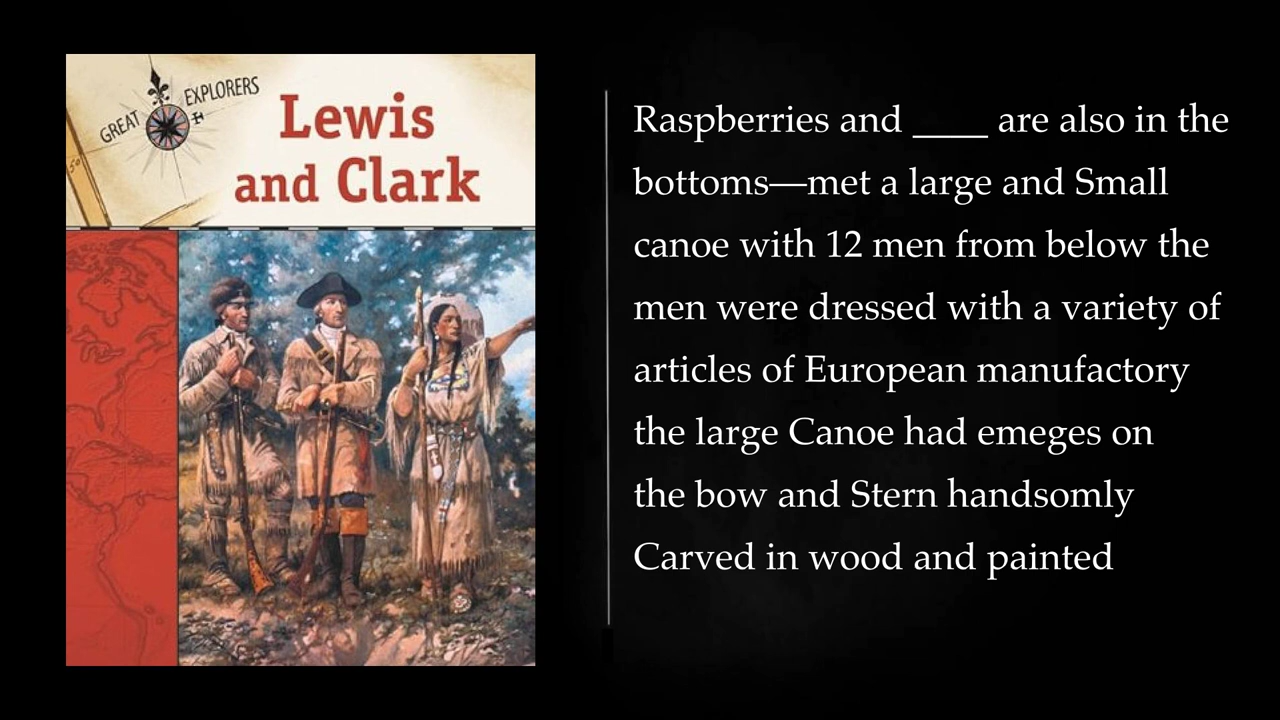 GREAT EXPLORERS
Lewis
and Clark
50
Raspberries and ____ are also in the
bottoms—met a large and Small
canoe with 12 men from below the
men were dressed with a variety of
articles of European manufactory
the large Canoe had emeges on
the bow and Stern handsomly
Carved in wood and painted